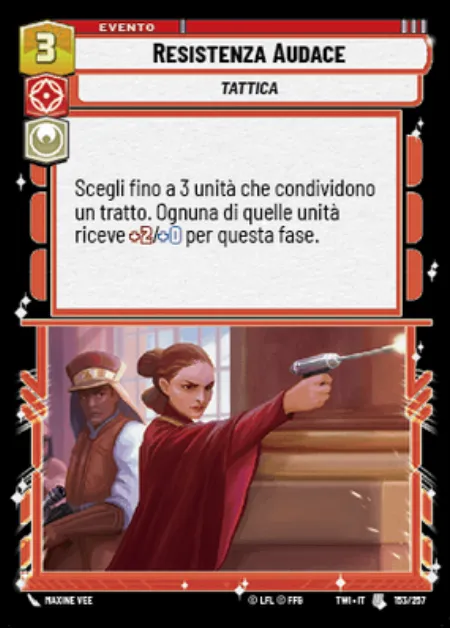 EVENTO
3
RESISTENZA AUDACE
TATTICA
Scegli fino a 3 unità che condividono
un tratto. Ognuna di quelle unità
riceve +2/+0 per questa fase.
MAXINE VEE
© LFL © FFG
TWI • IT
153/257